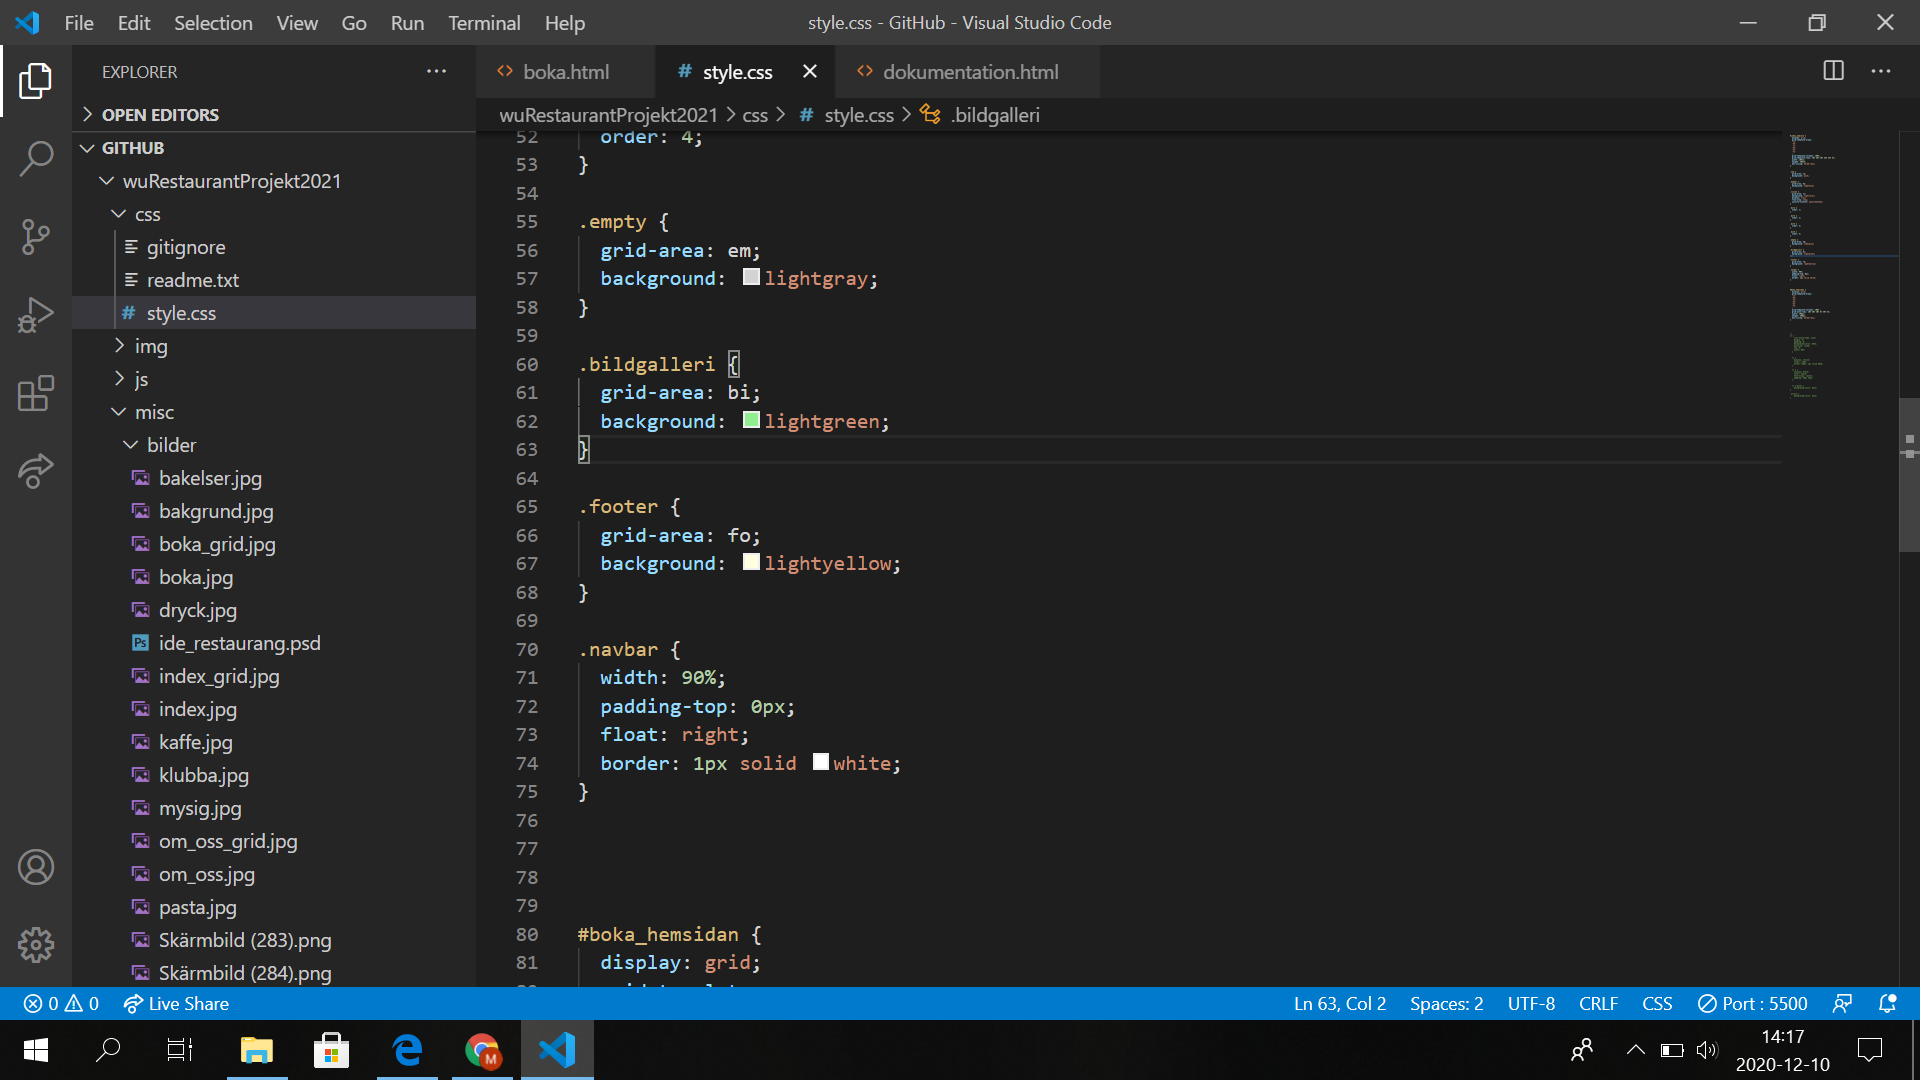 File Edit Selection View Go Run Terminal Help
style.css - GitHub - Visual Studio Code
EXPLORER
OPEN EDITORS
GITHUB
wuRestaurantProjekt2021
css
gitignore
readme.txt
# style.css
img
js
misc
bilder
bakelser.jpg
bakgrund.jpg
boka_grid.jpg
boka.jpg
dryck.jpg
Ps ide_restaurang.psd
index_grid.jpg
index.jpg
kaffe.jpg
klubba.jpg
mysig.jpg
om_oss_grid.jpg
om_oss.jpg
pasta.jpg
Skärmbild (283).png
Skärmbild (284).png
<> boka.html # style.css <> dokumentation.html
wuRestaurantProjekt2021 > css > # style.css > .bildgalleri
52 order: 4;
53 }
54
55 .empty {
56 grid-area: em;
57 background: lightgray;
58 }
59
60 .bildgalleri {
61 grid-area: bi;
62 background: lightgreen;
63 }
64
65 .footer {
66 grid-area: fo;
67 background: lightyellow;
68 }
69
70 .navbar {
71 width: 90%;
72 padding-top: 0px;
73 float: right;
74 border: 1px solid white;
75 }
76
77
78
79
80 #boka_hemsidan {
81 display: grid;
0 0 Live Share
Ln 63, Col 2 Spaces: 2 UTF-8 CRLF CSS Port : 5500
M
14:17
2020-12-10